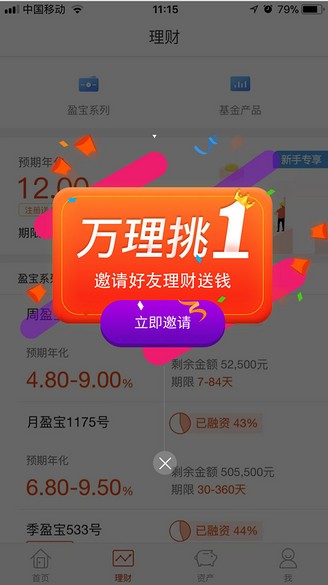 中国移动
11:15
79%
理财
盈宝系列
基金产品
新手专享
预期年化
12.00
期限
万理挑1
邀请好友理财送钱
立即邀请
预期年化
4.80-9.00%
剩余金额 52,500元
期限 7-84天
月盈宝1175号
已融资 43%
预期年化
6.80-9.50%
剩余金额 505,500元
期限 30-360天
季盈宝533号
已融资 44%
首页
理财
资产
我